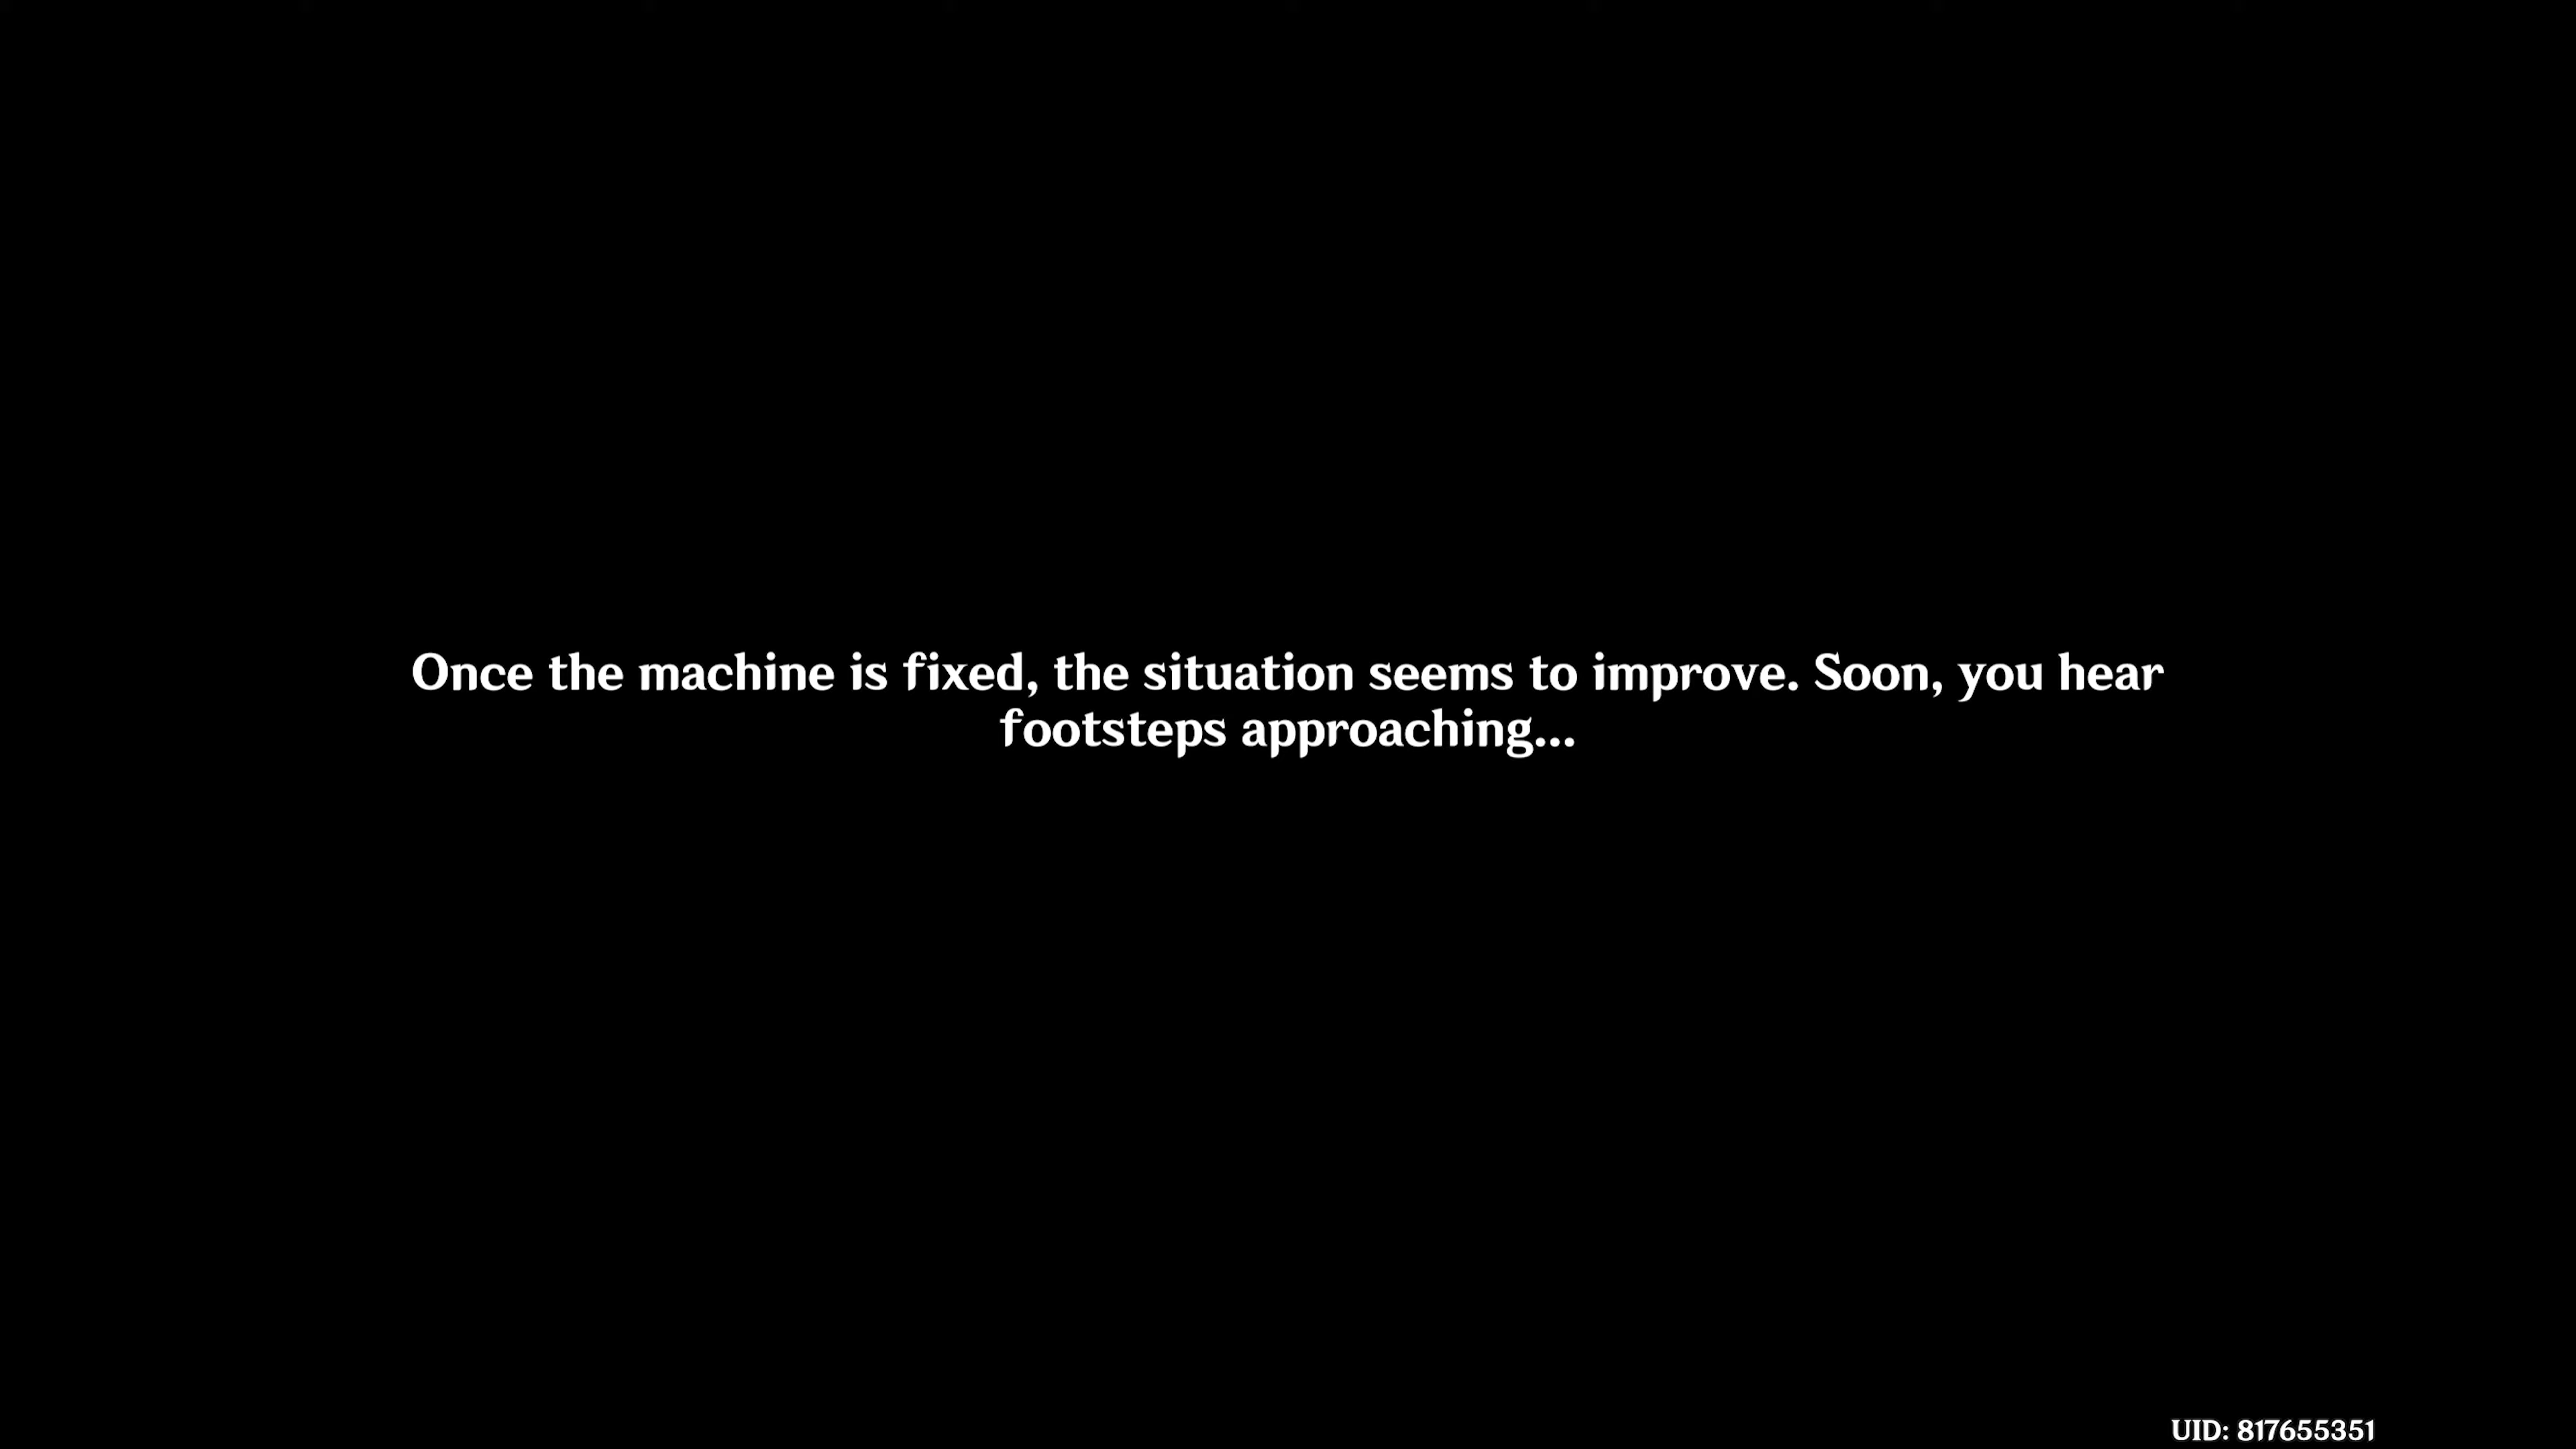 Once the machine is fixed, the situation seems to improve. Soon, you hear
footsteps approaching...
UID: 817655351